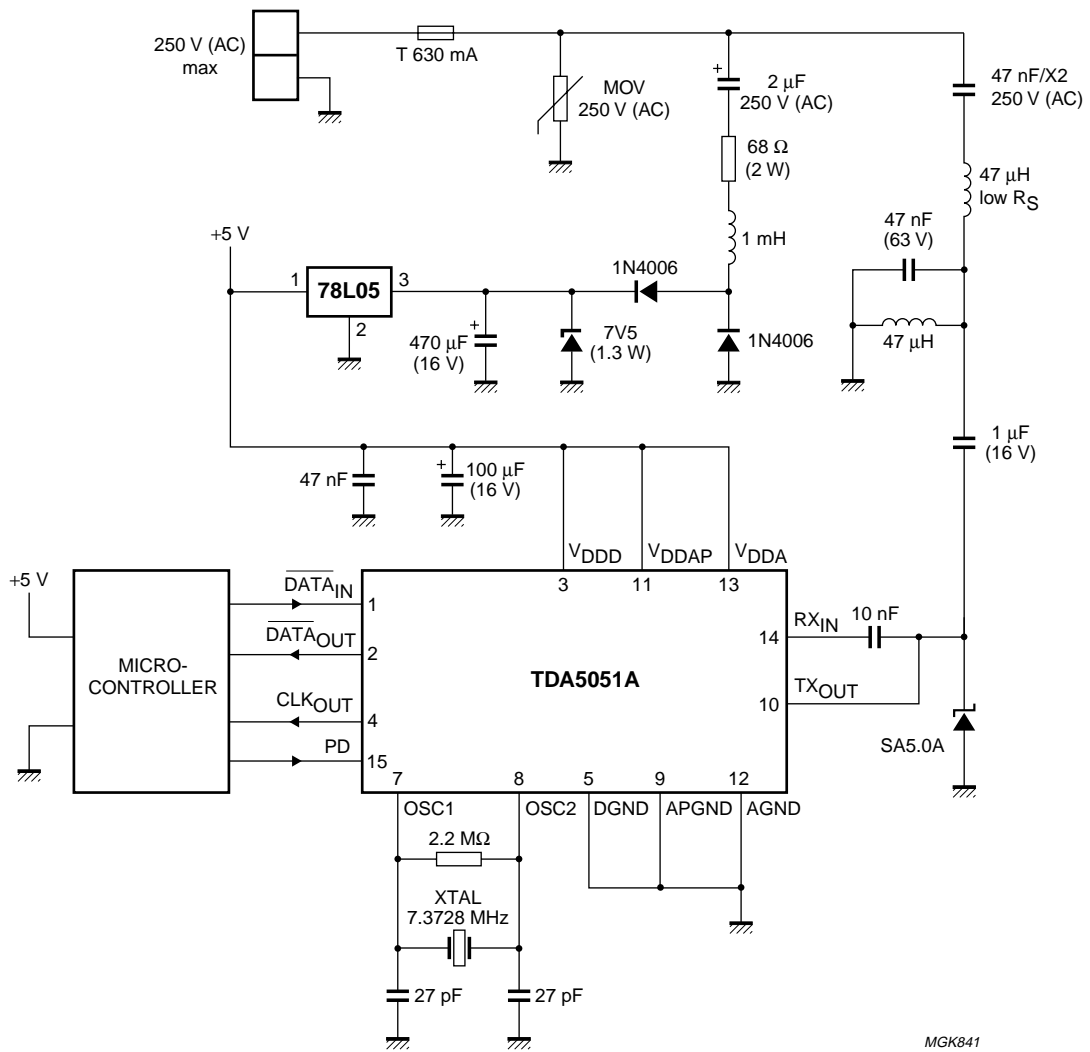 250 V (AC)
max
T 630 mA
MOV
250 V (AC)
+
2 μF
250 V (AC)
47 nF/X2
250 V (AC)
68 Ω
(2 W)
47 μH
low RS
1 mH
47 nF
(63 V)
+5 V
1
78L05
3
2
1N4006
+
470 μF
(16 V)
7V5
(1.3 W)
1N4006
47 μH
1 μF
(16 V)
47 nF
+
100 μF
(16 V)
VDDD
VDDAP
VDDA
3
11
13
+5 V
MICRO-
CONTROLLER
DATAIN
1
DATAOUT
2
CLKOUT
4
PD
15
TDA5051A
14
RXIN
10 nF
10
TXOUT
SA5.0A
7
8
5
9
12
OSC1
OSC2
DGND
APGND
AGND
2.2 MΩ
XTAL
7.3728 MHz
27 pF
27 pF
MGK841